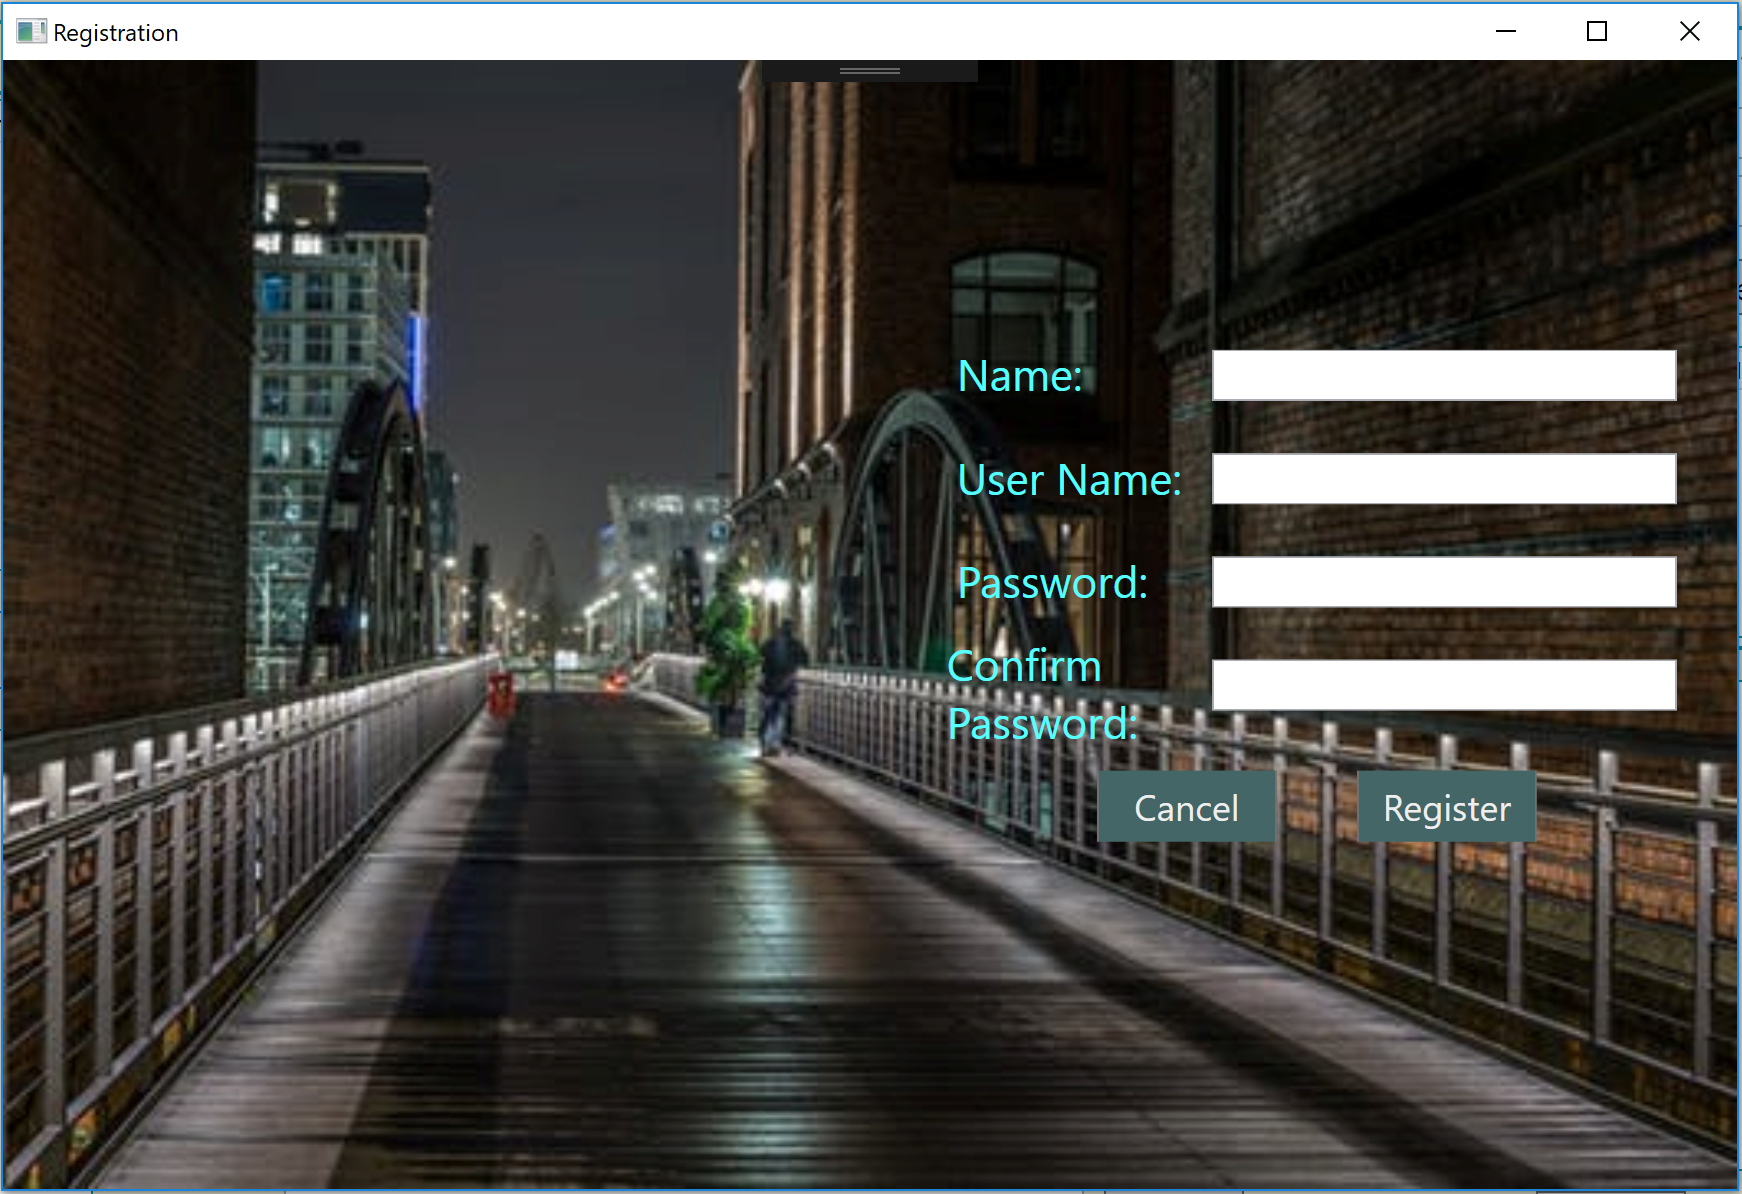 Registration
Name:
User Name:
Password:
Confirm
Password:
Cancel
Register